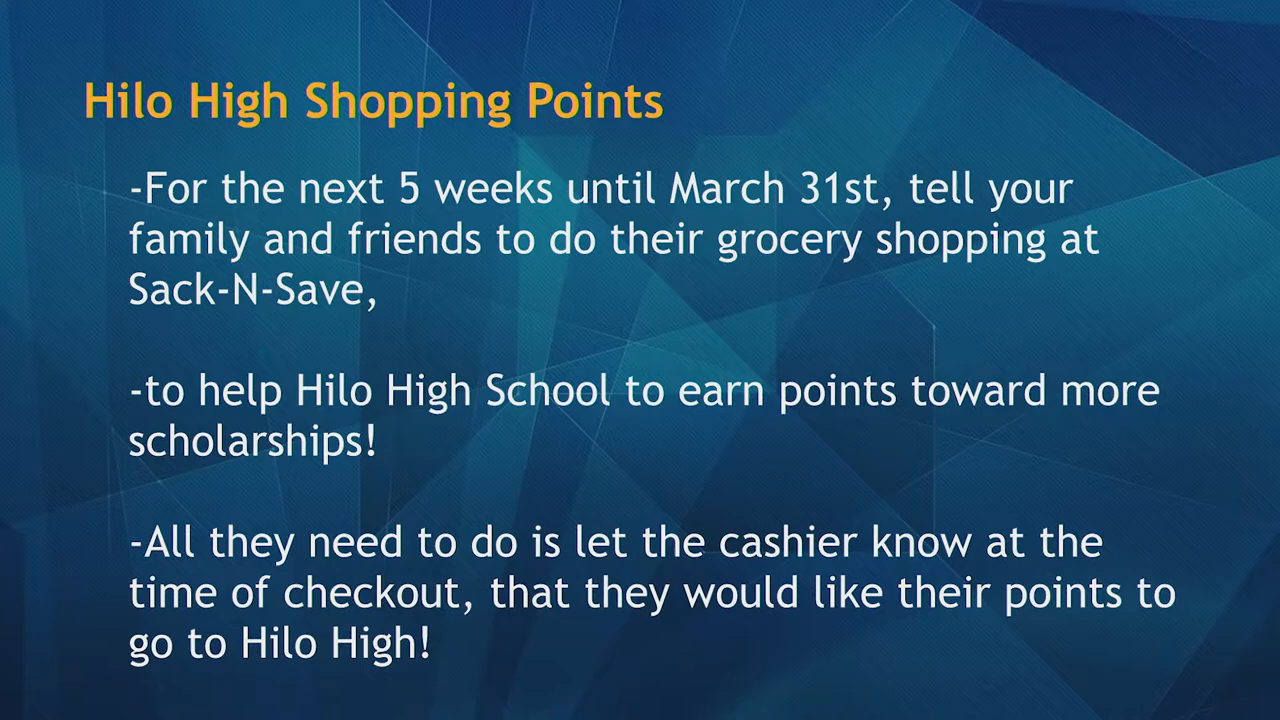 Hilo High Shopping Points
-For the next 5 weeks until March 31st, tell your
family and friends to do their grocery shopping at
Sack-N-Save,
-to help Hilo High School to earn points toward more
scholarships!
-All they need to do is let the cashier know at the
time of checkout, that they would like their points to
go to Hilo High!